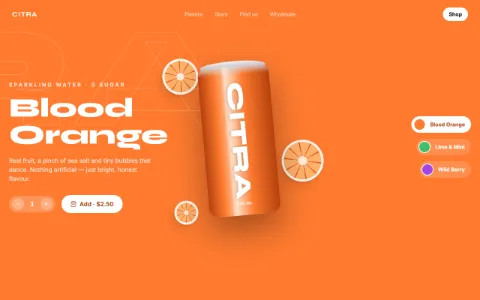 CITRA
Flavors Story Find us Wholesale
Shop
SPARKLING WATER · 0 SUGAR
Blood
Orange
Real fruit, a pinch of sea salt and tiny bubbles that
dance. Nothing artificial — just bright, honest
flavour.
− 1 +
Add · $2.50
CITRA
Blood Orange
Lime & Mint
Wild Berry